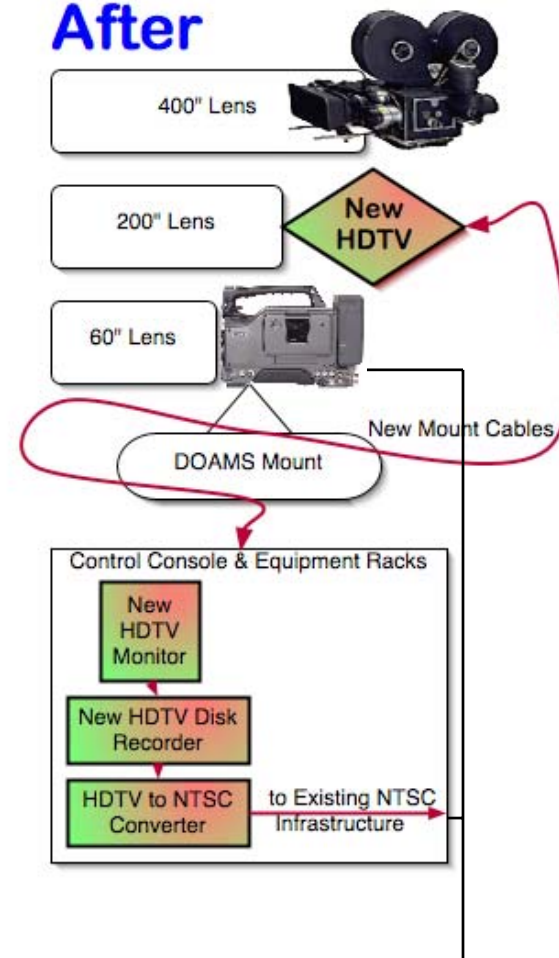 After
400" Lens
200" Lens
New
HDTV
60" Lens
New Mount Cables
DOAMS Mount
Control Console & Equipment Racks
New
HDTV
Monitor
New HDTV Disk
Recorder
HDTV to NTSC
Converter
to Existing NTSC
Infrastructure